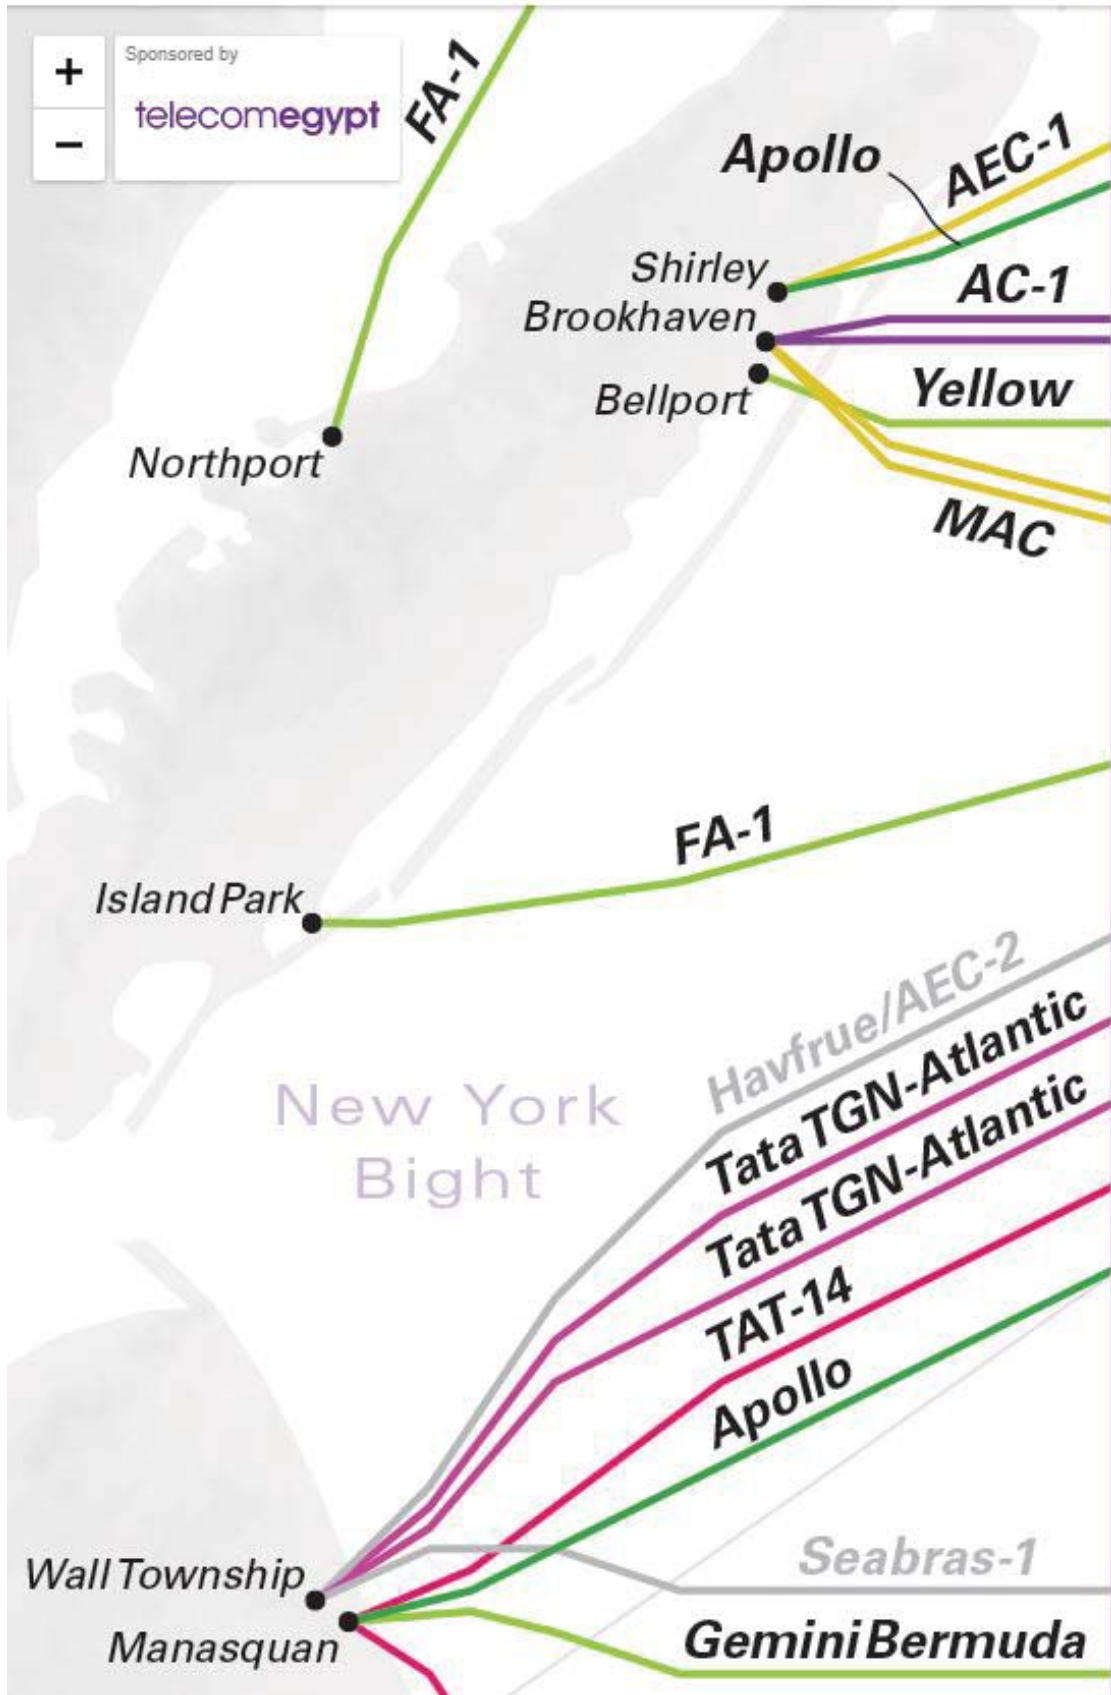 +
−
Sponsored by
telecomegypt
FA-1
Apollo
AEC-1
Shirley
AC-1
Brookhaven
Yellow
Bellport
Northport
MAC
FA-1
Island Park
Havfrue/AEC-2
Tata TGN-Atlantic
New York
Bight
Tata TGN-Atlantic
TAT-14
Apollo
Seabras-1
Wall Township
Gemini Bermuda
Manasquan